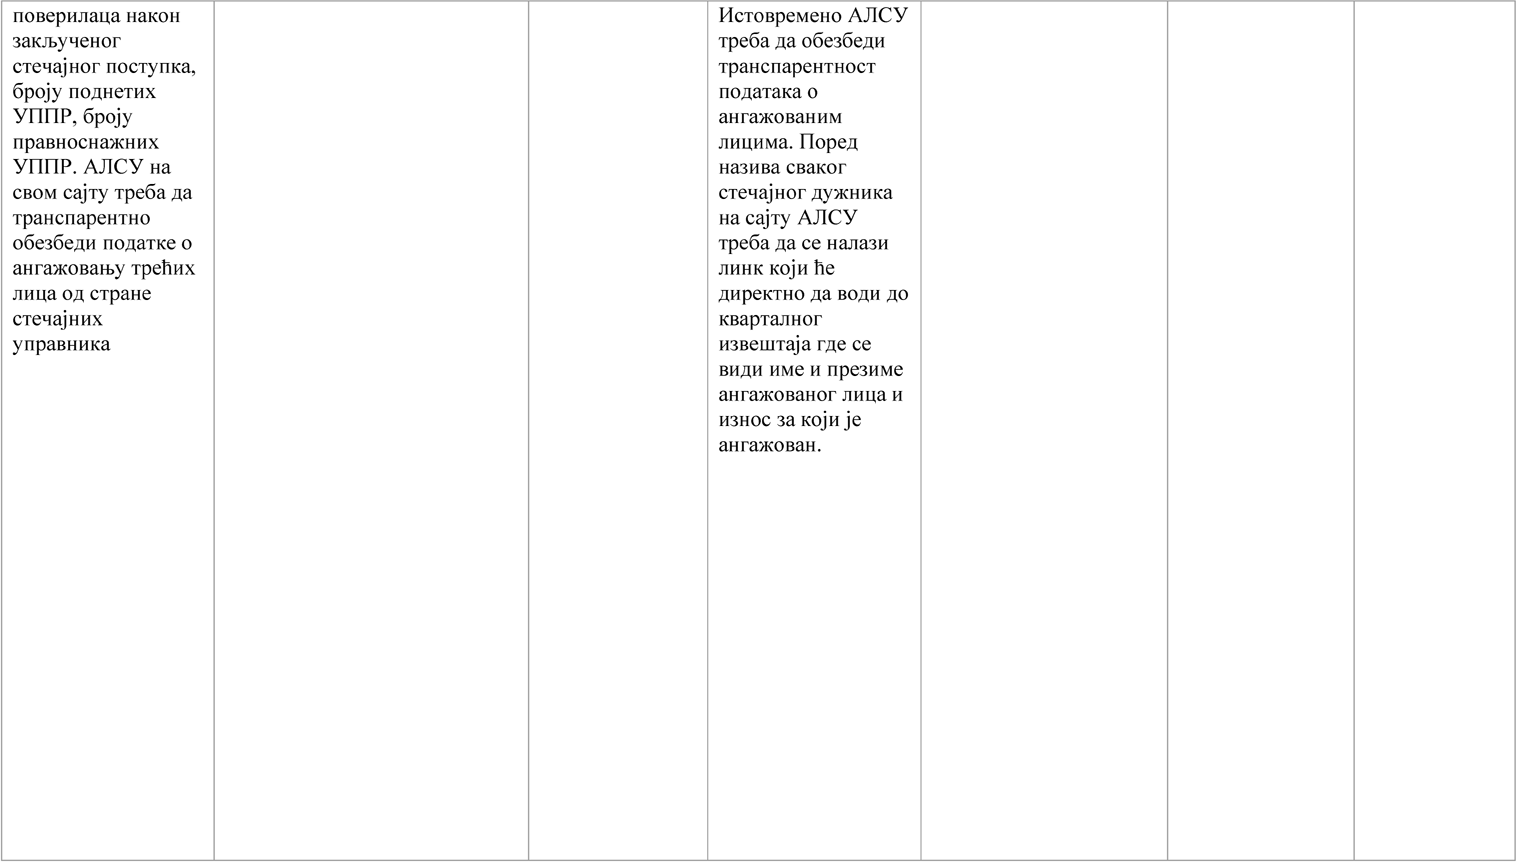 поверилаца након
закљученог
стечајног поступка,
броју поднетих
УППР, броју
правноснажних
УППР. АЛСУ на
свом сајту треба да
транспарентно
обезбеди податке о
ангажовању трећих
лица од стране
стечајних
управника
Истовремено АЛСУ
треба да обезбеди
транспарентност
података о
ангажованим
лицима. Поред
назива сваког
стечајног дужника
на сајту АЛСУ
треба да се налази
линк који ће
директно да води до
кварталног
извештаја где се
види име и презиме
ангажованог лица и
износ за који је
ангажован.